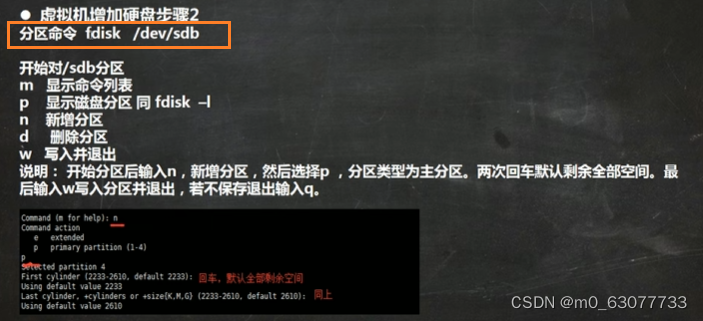 ● 虚拟机增加硬盘步骤2
分区命令 fdisk /dev/sdb
开始对/sdb分区
m 显示命令列表
p 显示磁盘分区 同 fdisk –l
n 新增分区
d 删除分区
w 写入并退出
说明： 开始分区后输入n，新增分区，然后选择p ，分区类型为主分区。两次回车默认剩余全部空间。最
后输入w写入分区并退出，若不保存退出输入q。
Command (m for help): n
Command action
e extended
p primary partition (1-4)
p
Selected partition 4
First cylinder (2233-2610, default 2233): 回车，默认全部剩余空间
Using default value 2233
Last cylinder, +cylinders or +size{K,M,G} (2233-2610, default 2610): 同上
Using default value 2610
CSDN @m0_63077733